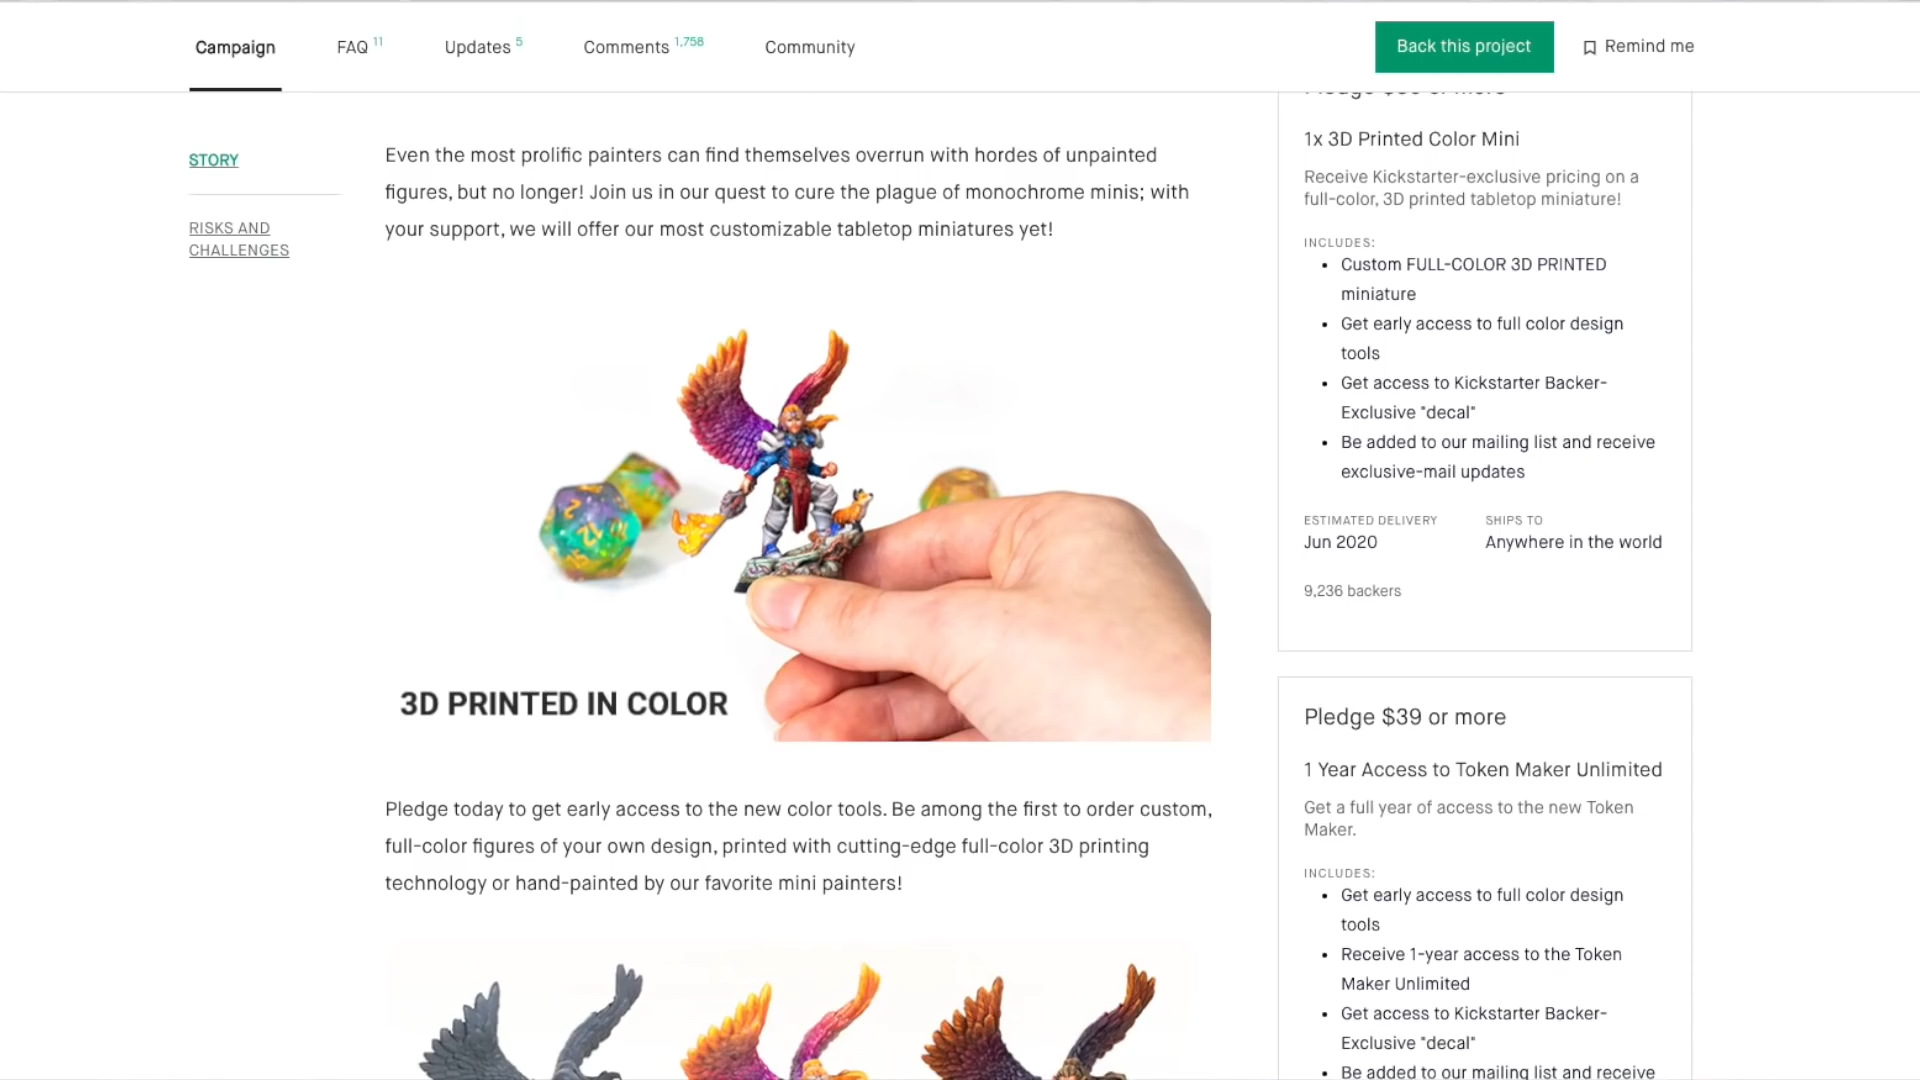 Campaign
FAQ 11
Updates 5
Comments 1,758
Community
Back this project
Remind me
STORY
RISKS AND
CHALLENGES
Even the most prolific painters can find themselves overrun with hordes of unpainted
figures, but no longer! Join us in our quest to cure the plague of monochrome minis; with
your support, we will offer our most customizable tabletop miniatures yet!
3D PRINTED IN COLOR
Pledge today to get early access to the new color tools. Be among the first to order custom,
full-color figures of your own design, printed with cutting-edge full-color 3D printing
technology or hand-painted by our favorite mini painters!
1x 3D Printed Color Mini
Receive Kickstarter-exclusive pricing on a
full-color, 3D printed tabletop miniature!
INCLUDES:
• Custom FULL-COLOR 3D PRINTED
miniature
• Get early access to full color design
tools
• Get access to Kickstarter Backer-
Exclusive "decal"
• Be added to our mailing list and receive
exclusive-mail updates
ESTIMATED DELIVERY
Jun 2020
SHIPS TO
Anywhere in the world
9,236 backers
Pledge $39 or more
1 Year Access to Token Maker Unlimited
Get a full year of access to the new Token
Maker.
INCLUDES:
• Get early access to full color design
tools
• Receive 1-year access to the Token
Maker Unlimited
• Get access to Kickstarter Backer-
Exclusive "decal"
• Be added to our mailing list and receive